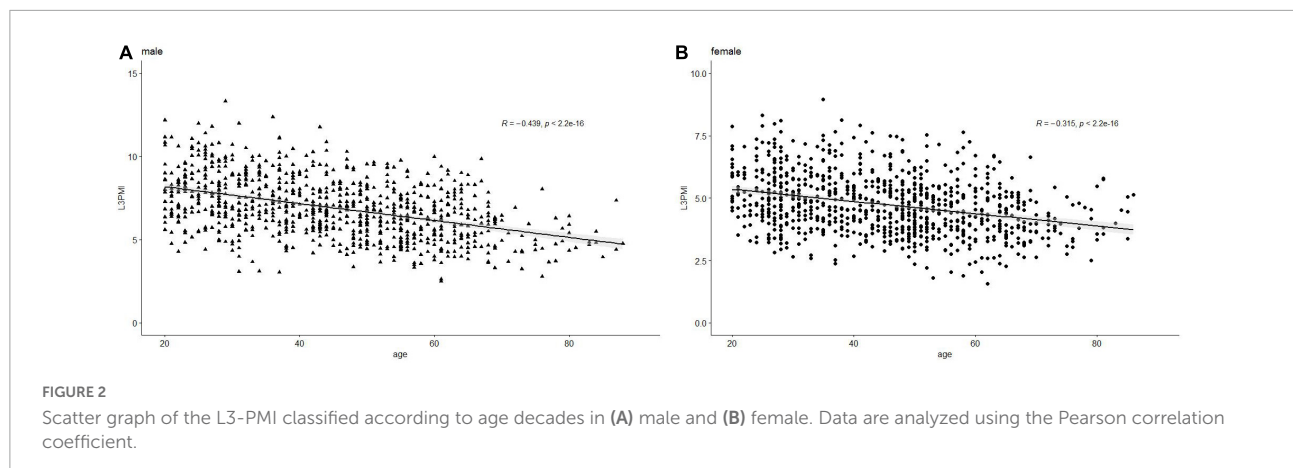 A male
15
10
5
0
L3PMI
R = −0.439, p < 2.2e-16
20 40 60 80
age
B female
10.0
7.5
5.0
2.5
0.0
L3PMI
R = −0.315, p < 2.2e-16
20 40 60 80
age
FIGURE 2
Scatter graph of the L3-PMI classified according to age decades in (A) male and (B) female. Data are analyzed using the Pearson correlation
coefficient.